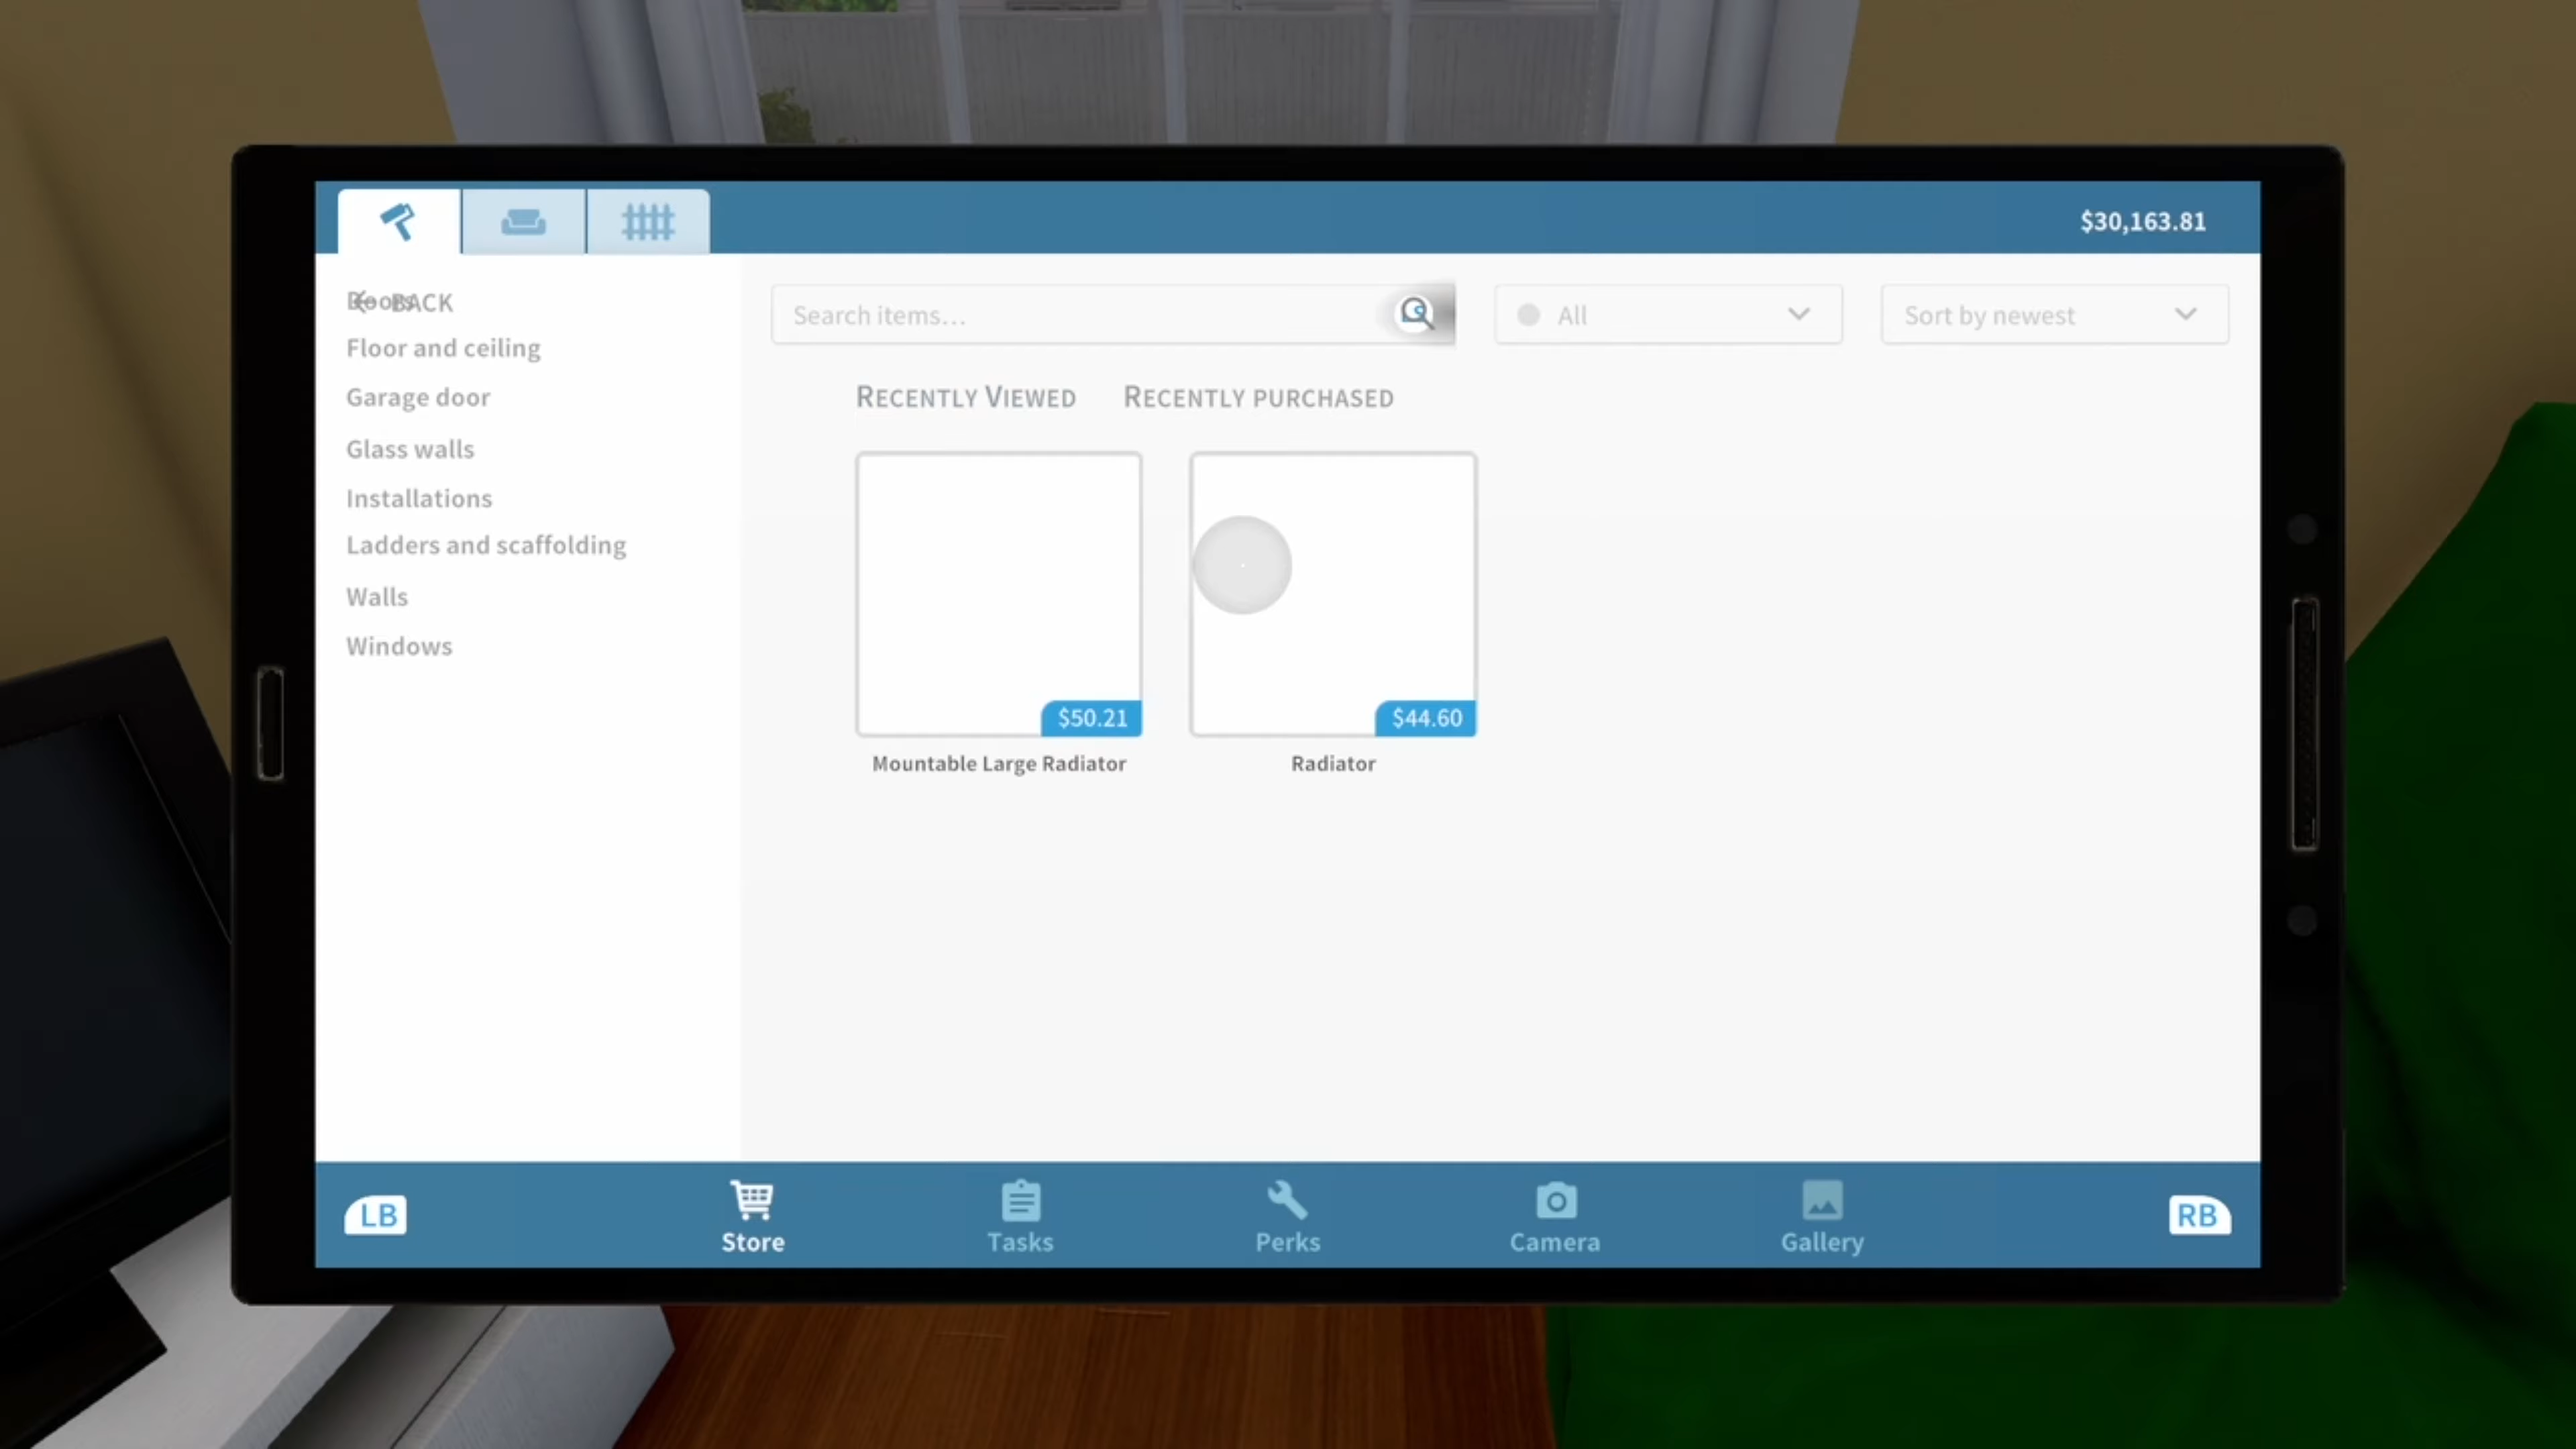 $30,163.81
Doors
BACK
Floor and ceiling
Garage door
Glass walls
Installations
Ladders and scaffolding
Walls
Windows
Search items...
All
Sort by newest
RECENTLY VIEWED
RECENTLY PURCHASED
$50.21
$44.60
Mountable Large Radiator
Radiator
LB
Store
Tasks
Perks
Camera
Gallery
RB